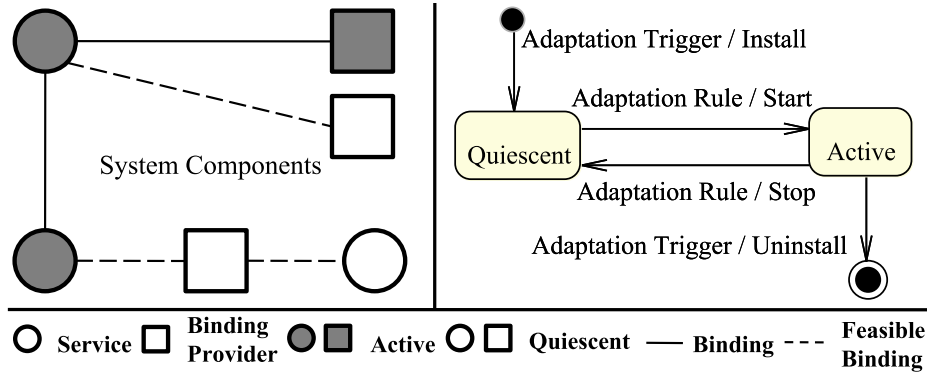 System Components
Adaptation Trigger / Install
Adaptation Rule / Start
Quiescent
Active
Adaptation Rule / Stop
Adaptation Trigger / Uninstall
Service
Binding
Provider
Active
Quiescent
Binding
Feasible
Binding